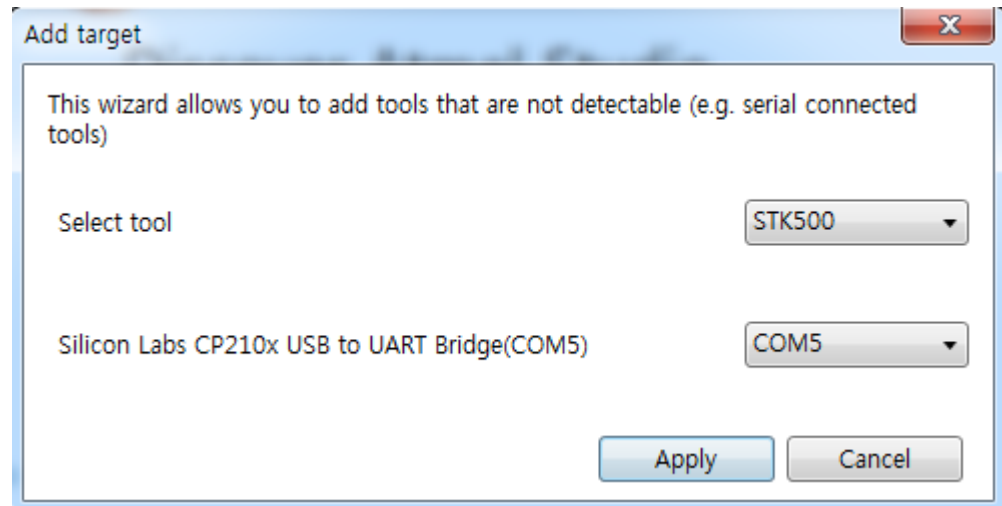 Add target
This wizard allows you to add tools that are not detectable (e.g. serial connected
tools)
Select tool
STK500
Silicon Labs CP210x USB to UART Bridge(COM5)
COM5
Apply
Cancel